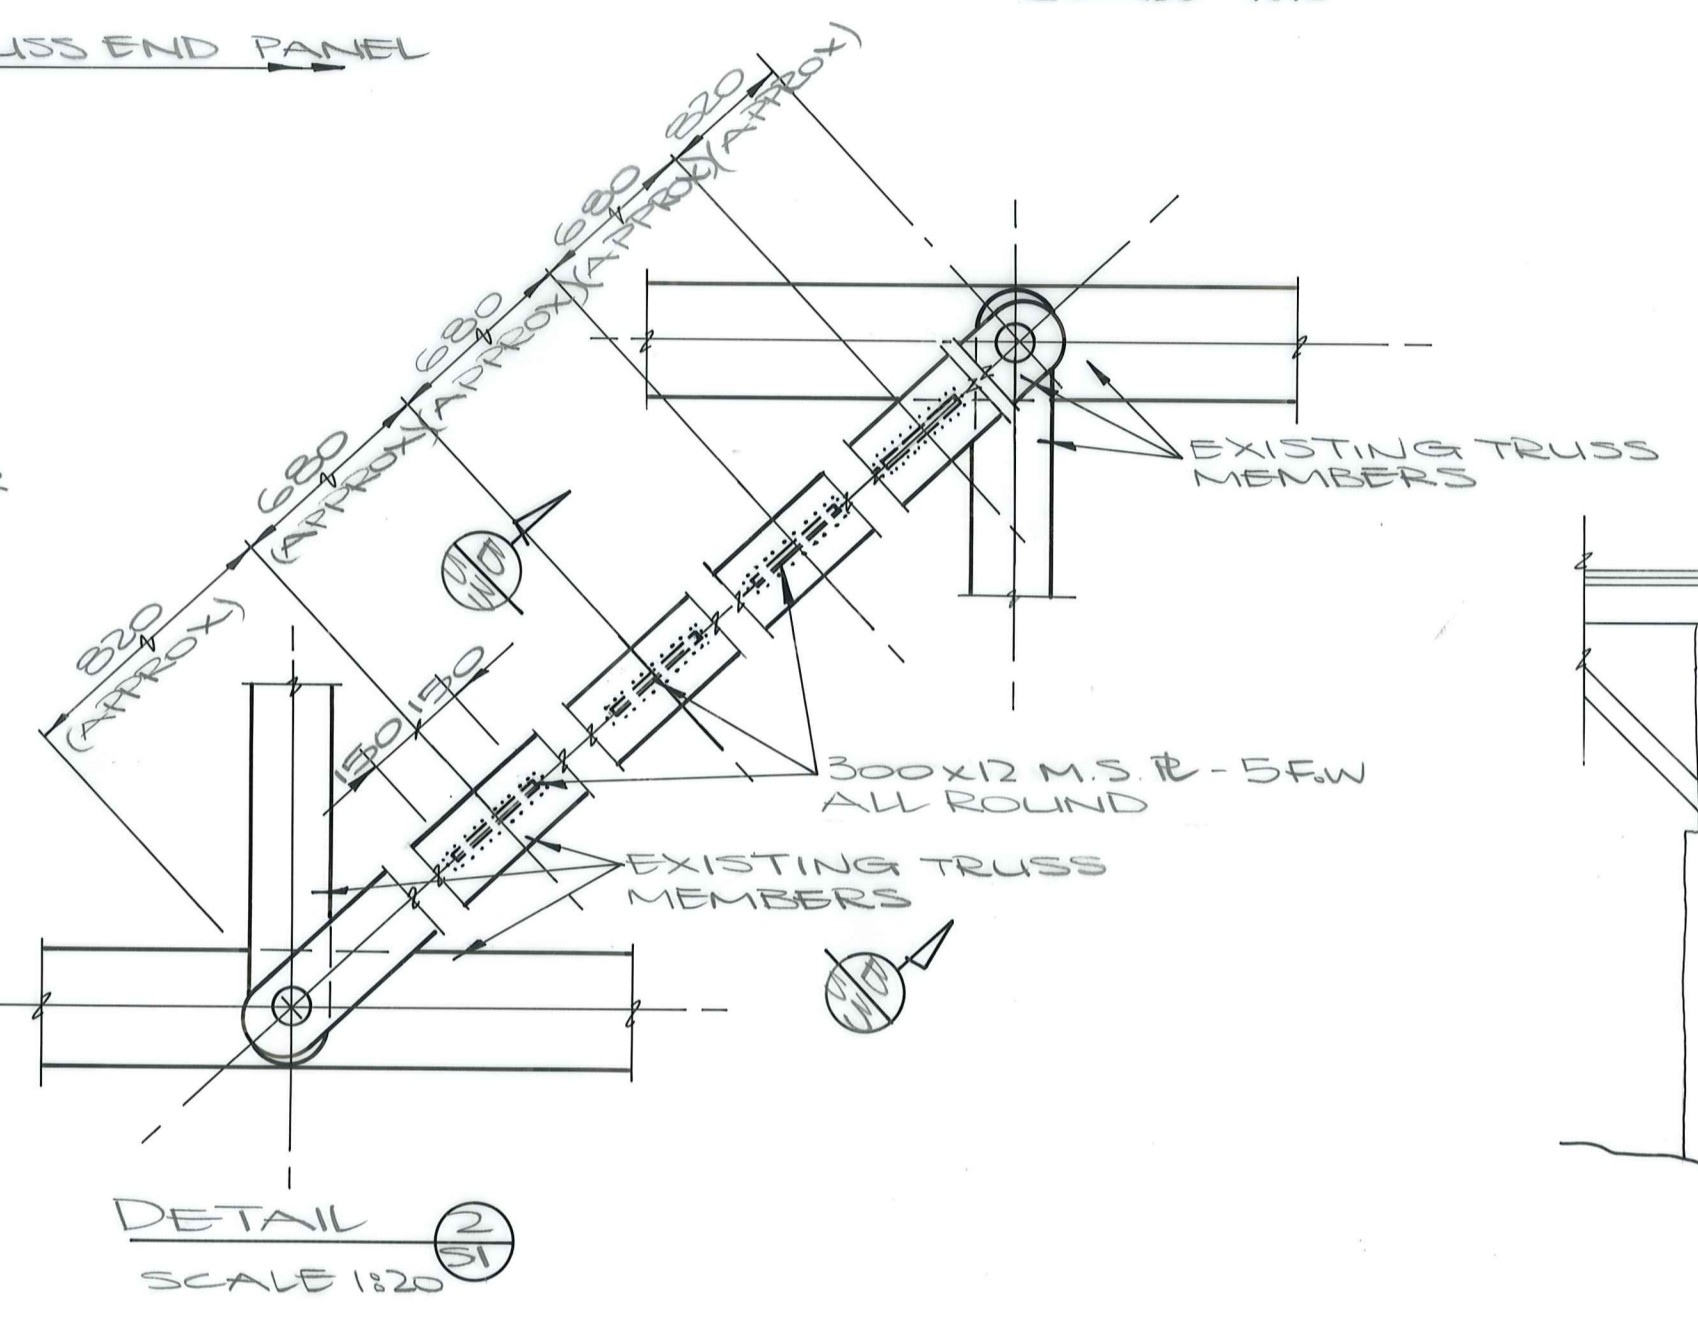 USS END PANEL
820
(APPROX)
680
(APPROX)
680
(APPROX)
680
(APPROX)
820
(APPROX)
150
150
B
EXISTING TRUSS
MEMBERS
300x12 M.S. PL - 5 F.W
ALL ROUND
EXISTING TRUSS
MEMBERS
B
DETAIL
2
S1
SCALE 1:20